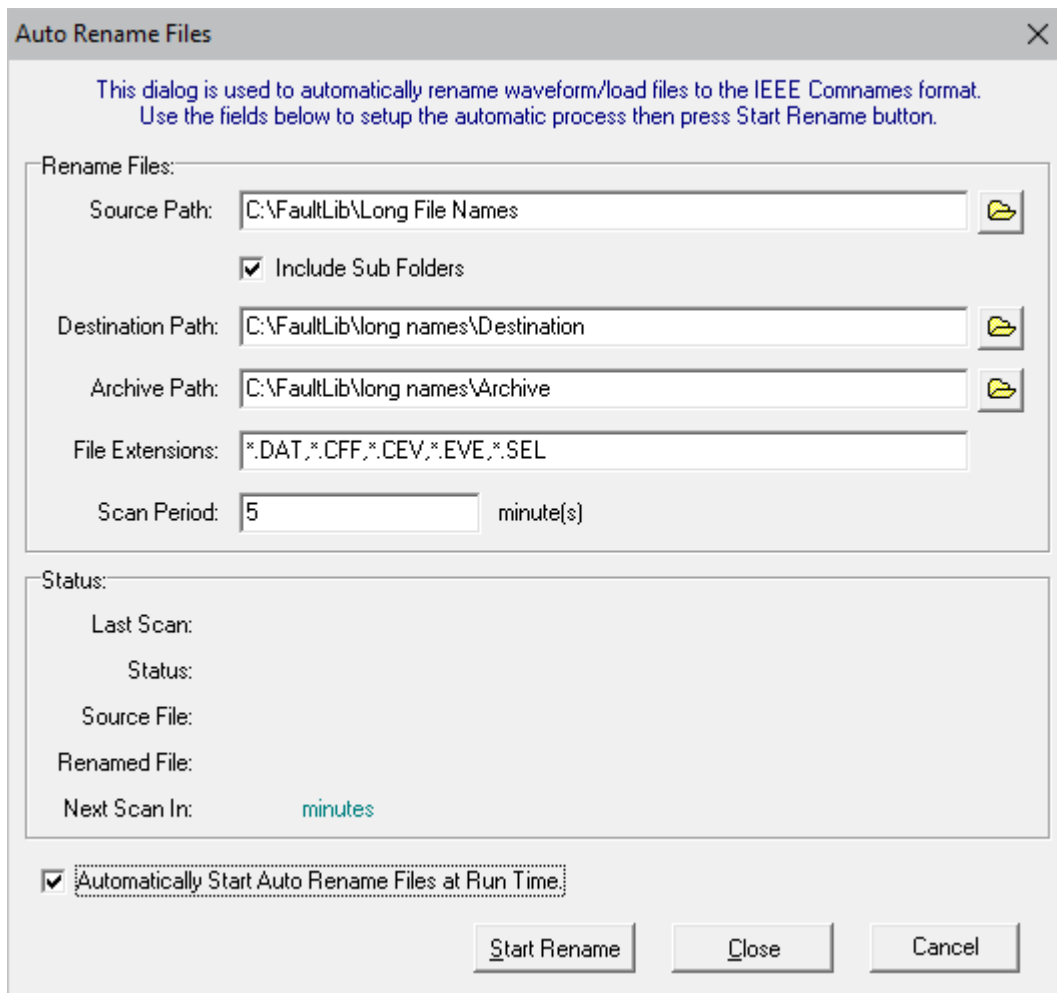 Auto Rename Files
This dialog is used to automatically rename waveform/load files to the IEEE Comnames format.
Use the fields below to setup the automatic process then press Start Rename button.
Rename Files:
Source Path: C:\FaultLib\Long File Names
Include Sub Folders
Destination Path: C:\FaultLib\long names\Destination
Archive Path: C:\FaultLib\long names\Archive
File Extensions: *.DAT,*.CFF,*.CEV,*.EVE,*.SEL
Scan Period: 5 minute(s)
Status:
Last Scan:
Status:
Source File:
Renamed File:
Next Scan In: minutes
Automatically Start Auto Rename Files at Run Time.
Start Rename Close Cancel